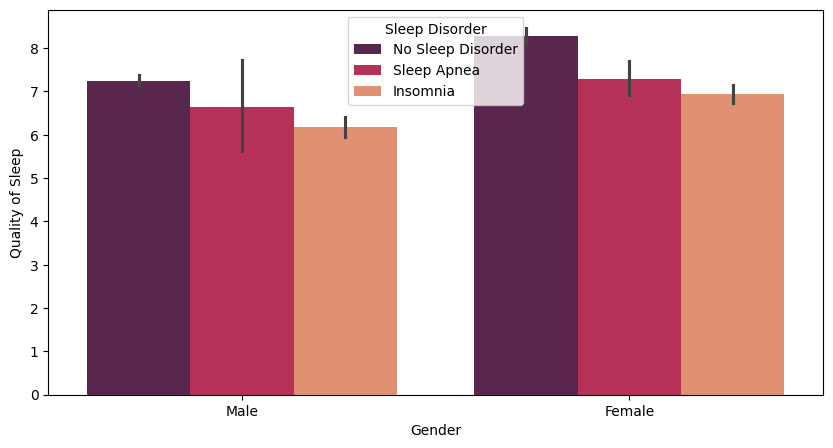 Sleep Disorder
No Sleep Disorder
Sleep Apnea
Insomnia
8
7
6
5
4
3
2
1
0
Quality of Sleep
Male
Female
Gender